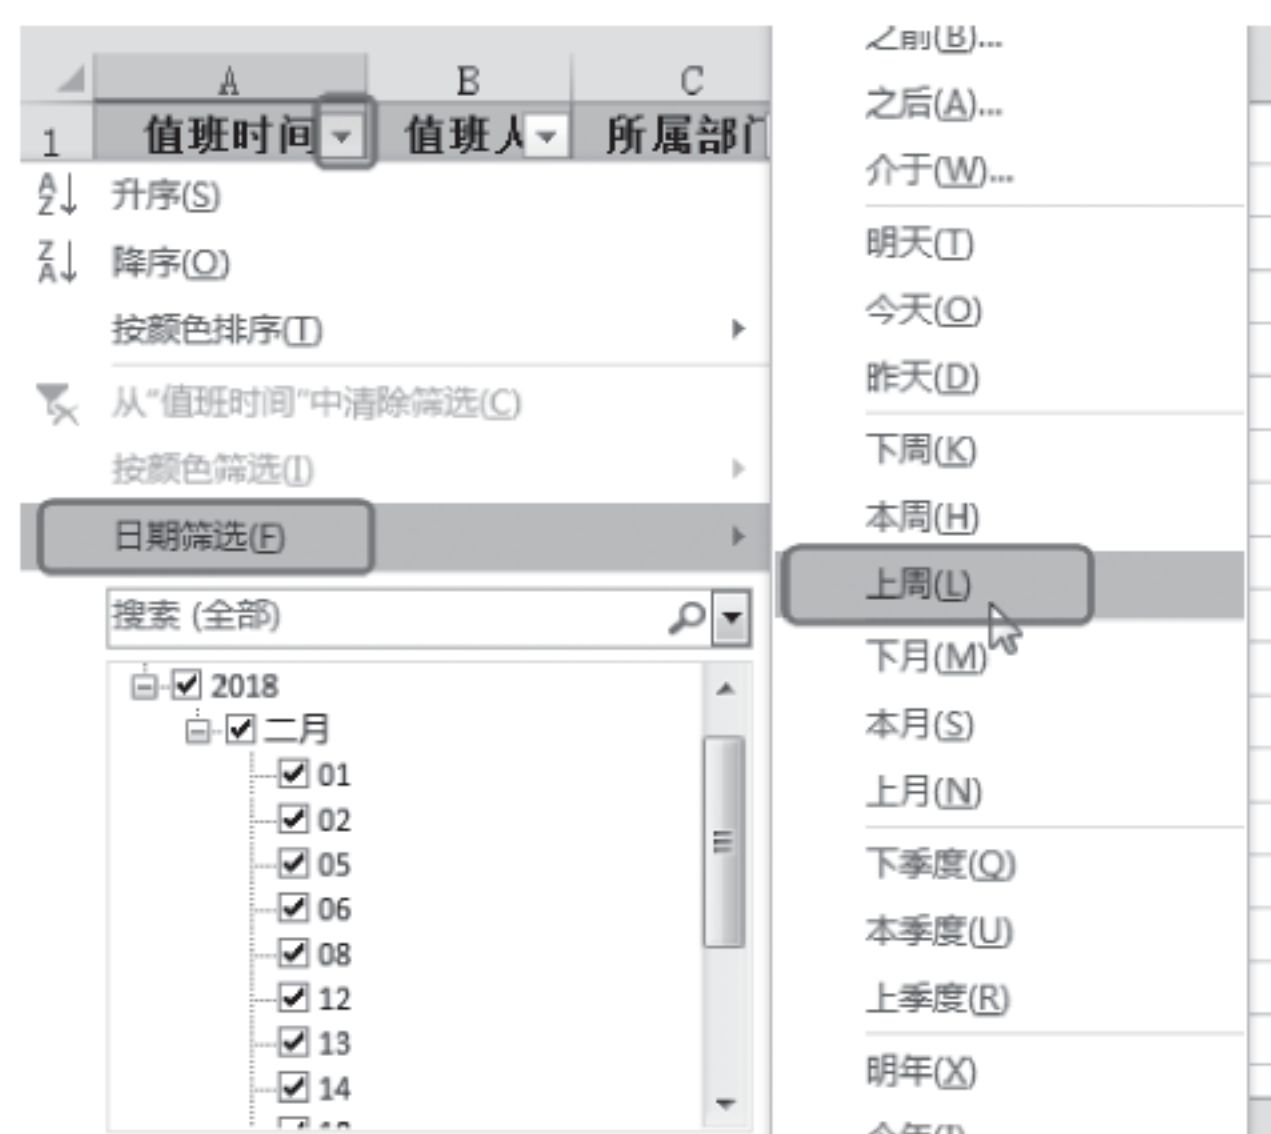 A B C
1 值班时间 值班人 所属部门
升序(S)
降序(O)
按颜色排序(T)
从“值班时间”中清除筛选(C)
按颜色筛选(I)
日期筛选(F)
搜索 (全部)
2018
二月
01
02
05
06
08
12
13
14
之前(B)...
之后(A)...
介于(W)...
明天(T)
今天(O)
昨天(D)
下周(K)
本周(H)
上周(L)
下月(M)
本月(S)
上月(N)
下季度(Q)
本季度(U)
上季度(R)
明年(X)
今年(I)